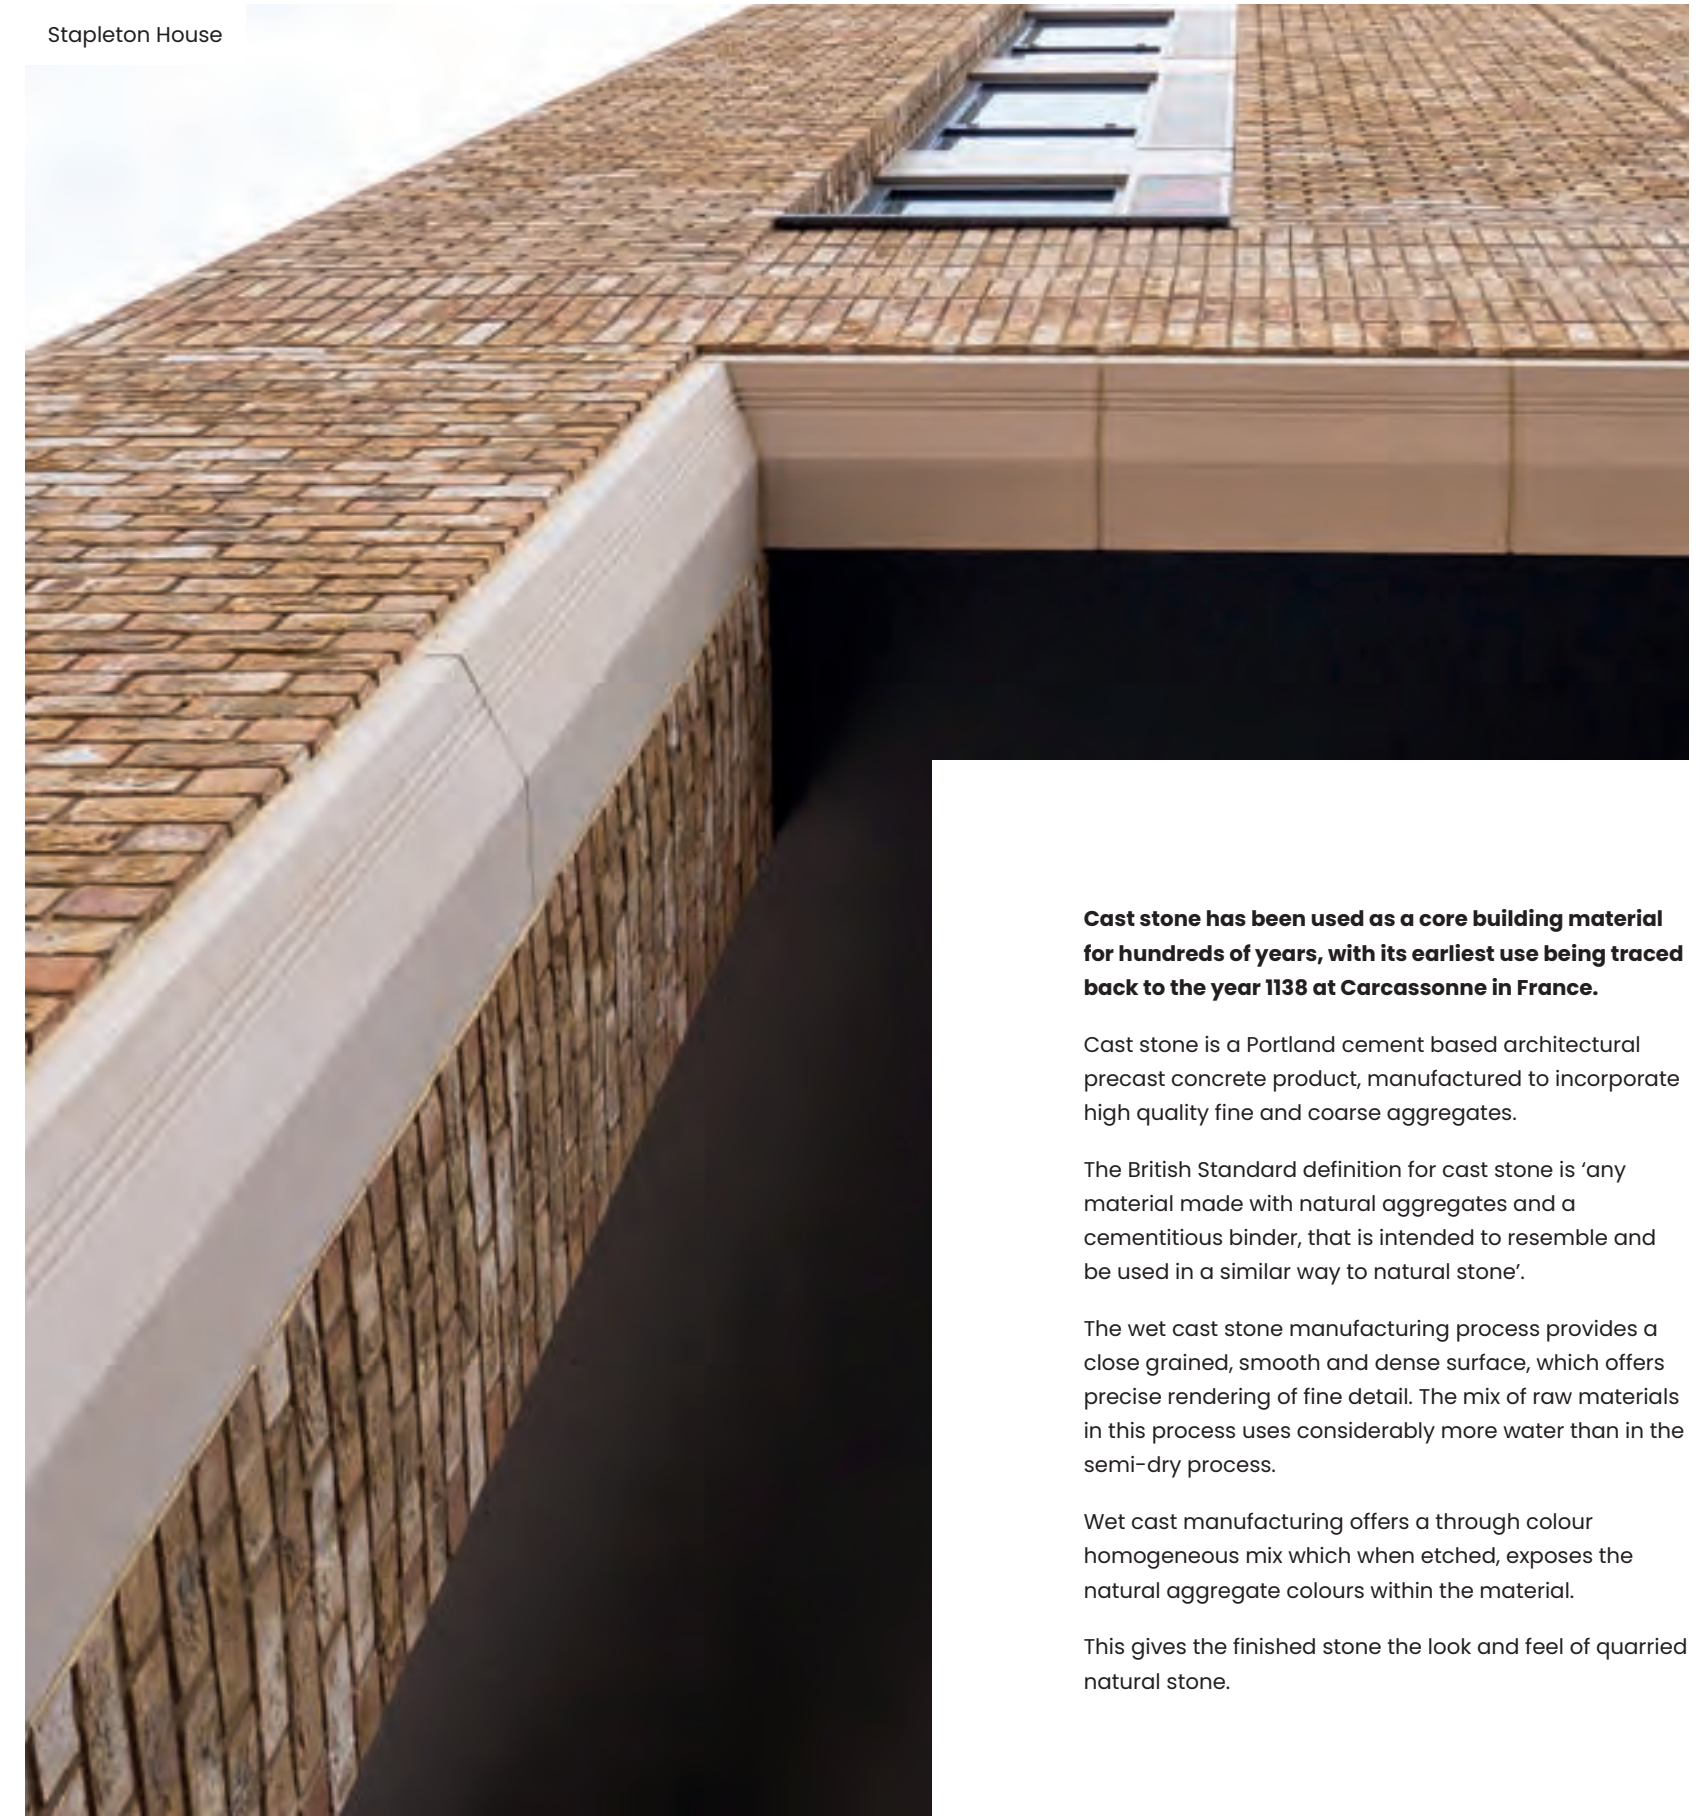 Stapleton House
Cast stone has been used as a core building material
for hundreds of years, with its earliest use being traced
back to the year 1138 at Carcassonne in France.
Cast stone is a Portland cement based architectural
precast concrete product, manufactured to incorporate
high quality fine and coarse aggregates.
The British Standard definition for cast stone is ‘any
material made with natural aggregates and a
cementitious binder, that is intended to resemble and
be used in a similar way to natural stone’.
The wet cast stone manufacturing process provides a
close grained, smooth and dense surface, which offers
precise rendering of fine detail. The mix of raw materials
in this process uses considerably more water than in the
semi-dry process.
Wet cast manufacturing offers a through colour
homogeneous mix which when etched, exposes the
natural aggregate colours within the material.
This gives the finished stone the look and feel of quarried
natural stone.